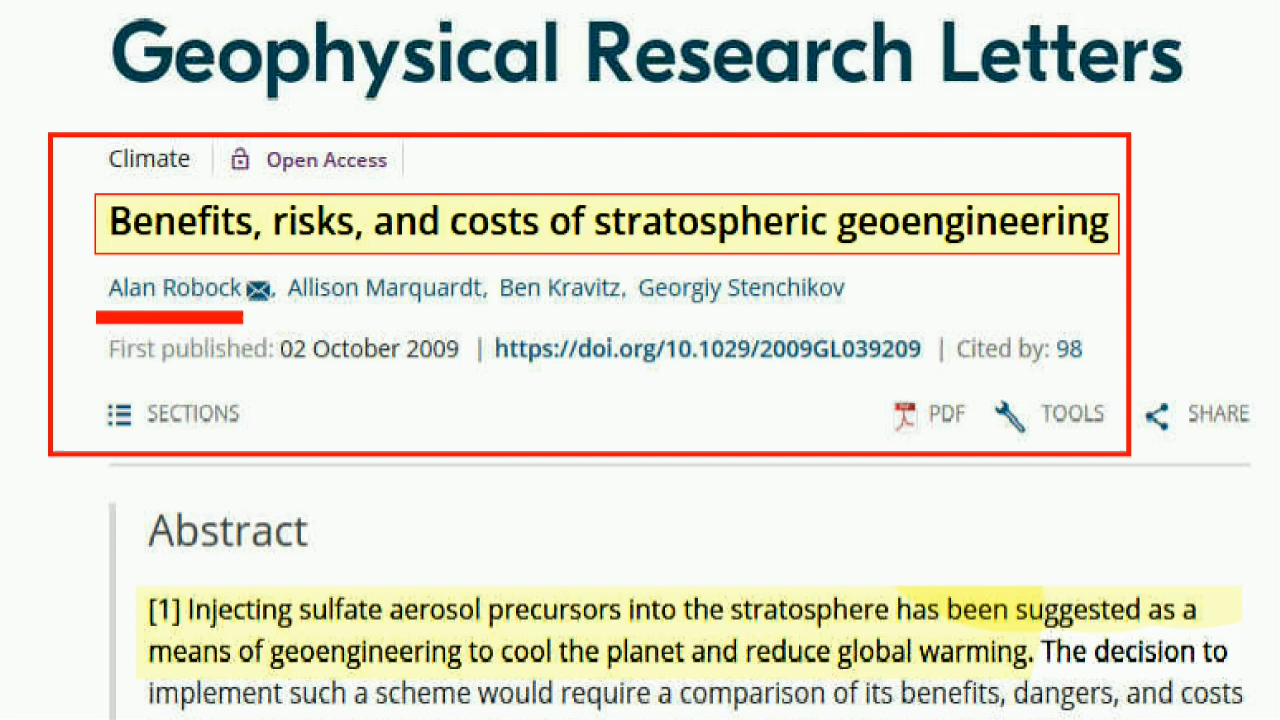 Geophysical Research Letters
Climate Open Access
Benefits, risks, and costs of stratospheric geoengineering
Alan Robock, Allison Marquardt, Ben Kravitz, Georgiy Stenchikov
First published: 02 October 2009 | https://doi.org/10.1029/2009GL039209 | Cited by: 98
SECTIONS PDF TOOLS SHARE
Abstract
[1] Injecting sulfate aerosol precursors into the stratosphere has been suggested as a
means of geoengineering to cool the planet and reduce global warming. The decision to
implement such a scheme would require a comparison of its benefits, dangers, and costs